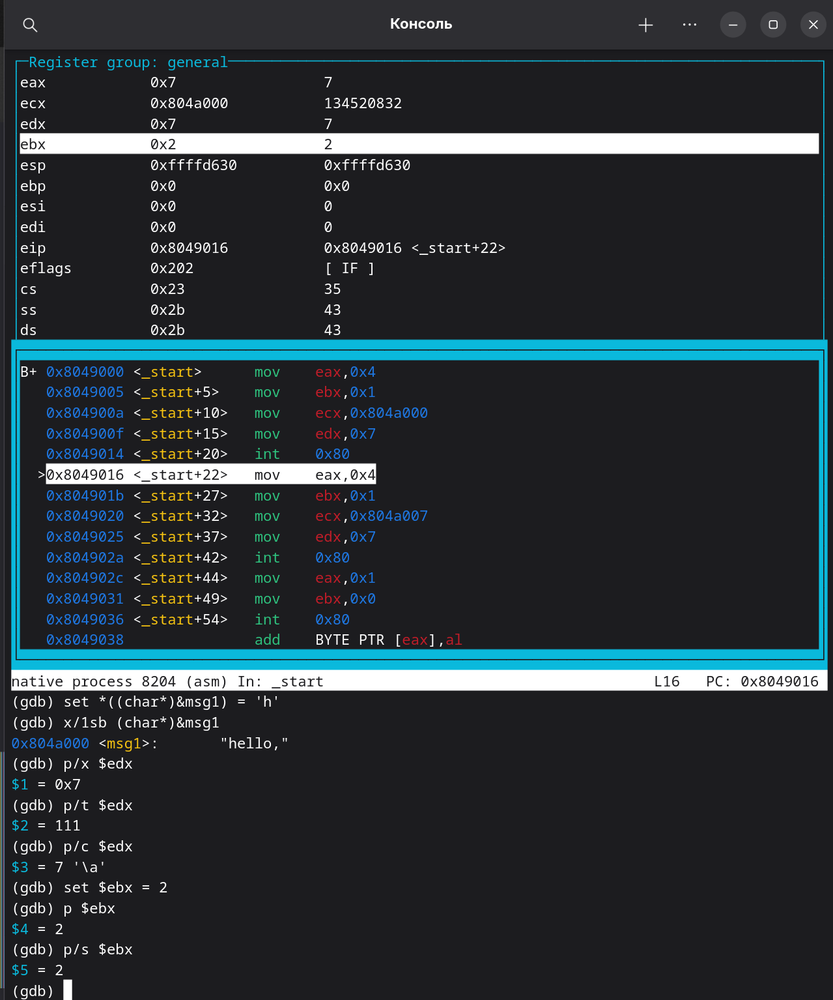 Консоль
Register group: general
eax 0x7 7
ecx 0x804a000 134520832
edx 0x7 7
ebx 0x2 2
esp 0xffffd630 0xffffd630
ebp 0x0 0x0
esi 0x0 0
edi 0x0 0
eip 0x8049016 0x8049016 <_start+22>
eflags 0x202 [ IF ]
cs 0x23 35
ss 0x2b 43
ds 0x2b 43
B+ 0x8049000 <_start> mov eax,0x4
0x8049005 <_start+5> mov ebx,0x1
0x804900a <_start+10> mov ecx,0x804a000
0x804900f <_start+15> mov edx,0x7
0x8049014 <_start+20> int 0x80
>0x8049016 <_start+22> mov eax,0x4
0x804901b <_start+27> mov ebx,0x1
0x8049020 <_start+32> mov ecx,0x804a007
0x8049025 <_start+37> mov edx,0x7
0x804902a <_start+42> int 0x80
0x804902c <_start+44> mov eax,0x1
0x8049031 <_start+49> mov ebx,0x0
0x8049036 <_start+54> int 0x80
0x8049038 add BYTE PTR [eax],al
native process 8204 (asm) In: _start L16 PC: 0x8049016
(gdb) set *((char*)&msg1) = 'h'
(gdb) x/1sb (char*)&msg1
0x804a000 <msg1>: "hello,"
(gdb) p/x $edx
$1 = 0x7
(gdb) p/t $edx
$2 = 111
(gdb) p/c $edx
$3 = 7 '\a'
(gdb) set $ebx = 2
(gdb) p $ebx
$4 = 2
(gdb) p/s $ebx
$5 = 2
(gdb)